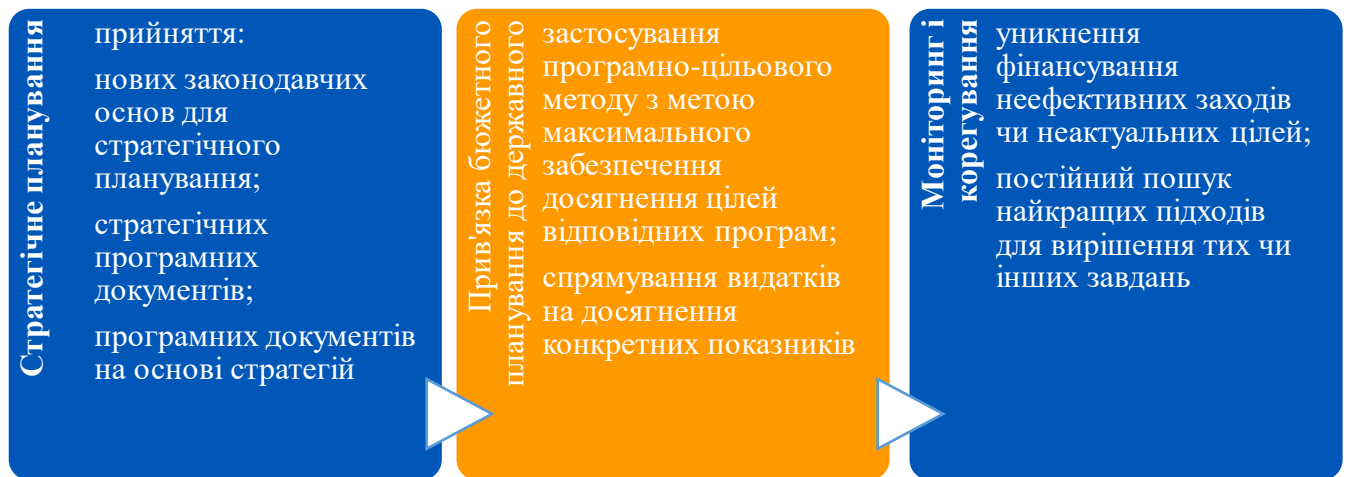 Стратегічне планування
прийняття:
нових законодавчих
основ для
стратегічного
планування;
стратегічних
програмних
документів;
програмних документів
на основі стратегій
Прив'язка бюжетного
планування до державного
застосування
програмно-цільового
методу з метою
максимального
забезпечення
досягнення цілей
відповідних програм;
спрямування видатків
на досягнення
конкретних показників
Моніторинг і
корегування
уникнення
фінансування
неефективних заходів
чи неактуальних цілей;
постійний пошук
найкращих підходів
для вирішення тих чи
інших завдань